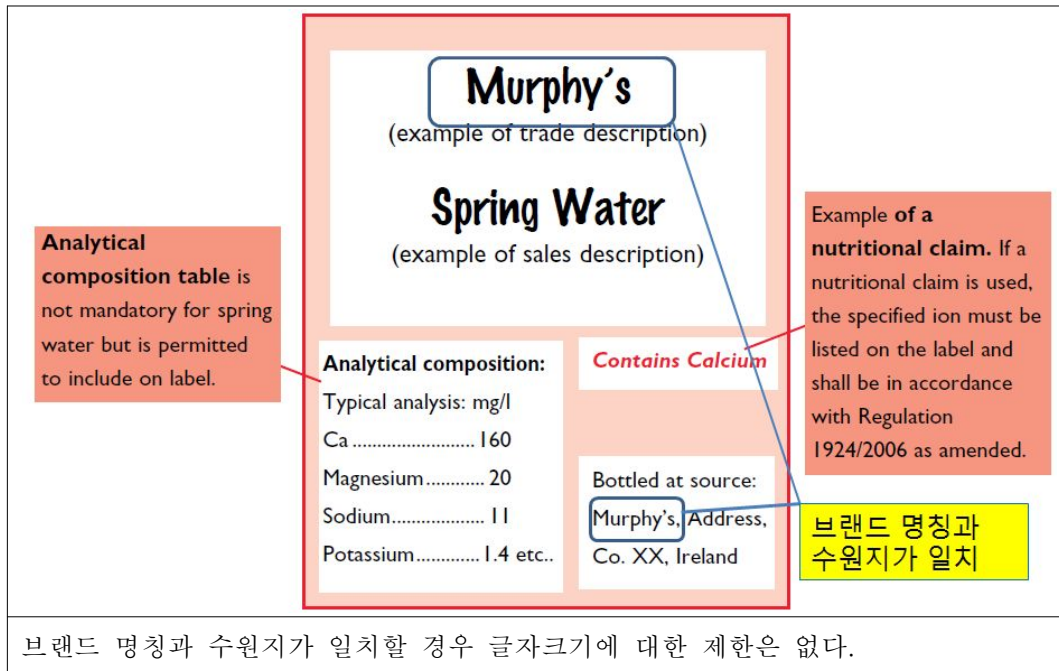 Murphy's
(example of trade description)
Spring Water
(example of sales description)
Analytical
composition table is
not mandatory for spring
water but is permitted
to include on label.
Example of a
nutritional claim. If a
nutritional claim is used,
the specified ion must be
listed on the label and
shall be in accordance
with Regulation
1924/2006 as amended.
Analytical composition:
Typical analysis: mg/l
Ca .......................... 160
Magnesium ............ 20
Sodium .................... 11
Potassium ............. 1.4 etc..
Contains Calcium
Bottled at source:
Murphy's, Address,
Co. XX, Ireland
브랜드 명칭과
수원지가 일치
브랜드 명칭과 수원지가 일치할 경우 글자크기에 대한 제한은 없다.